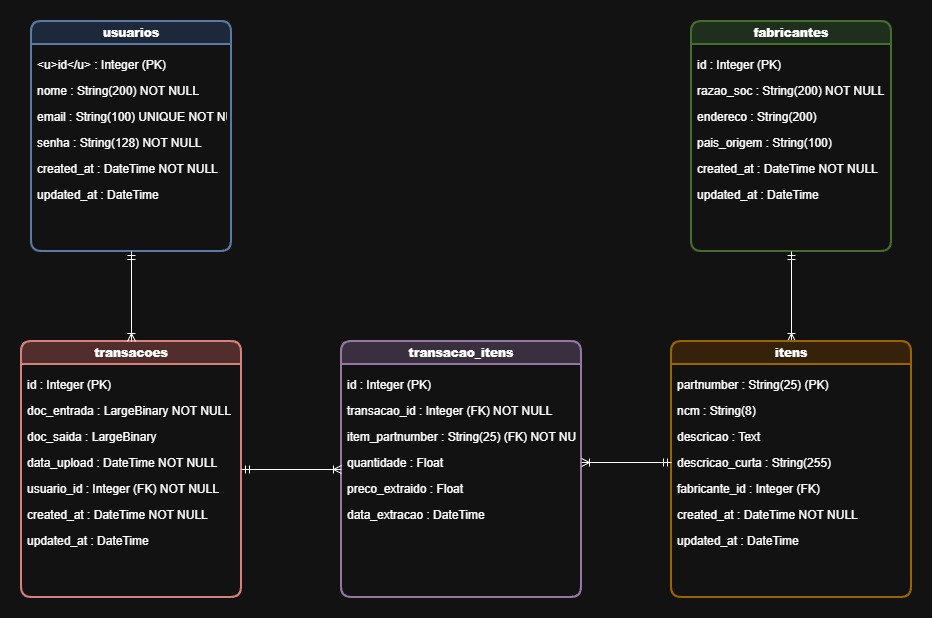 usuarios
<u>id</u> : Integer (PK)
nome : String(200) NOT NULL
email : String(100) UNIQUE NOT N
senha : String(128) NOT NULL
created_at : DateTime NOT NULL
updated_at : DateTime
fabricantes
id : Integer (PK)
razao_soc : String(200) NOT NULL
endereco : String(200)
pais_origem : String(100)
created_at : DateTime NOT NULL
updated_at : DateTime
transacoes
id : Integer (PK)
doc_entrada : LargeBinary NOT NULL
doc_saida : LargeBinary
data_upload : DateTime NOT NULL
usuario_id : Integer (FK) NOT NULL
created_at : DateTime NOT NULL
updated_at : DateTime
transacao_itens
id : Integer (PK)
transacao_id : Integer (FK) NOT NULL
item_partnumber : String(25) (FK) NOT NU
quantidade : Float
preco_extraido : Float
data_extracao : DateTime
itens
partnumber : String(25) (PK)
ncm : String(8)
descricao : Text
descricao_curta : String(255)
fabricante_id : Integer (FK)
created_at : DateTime NOT NULL
updated_at : DateTime